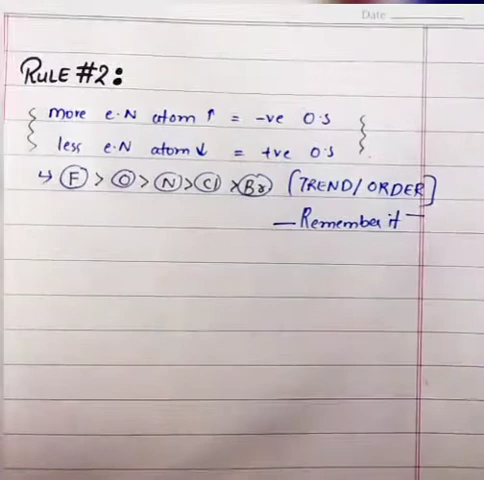 Date
RULE #2:
more e.N atom ↑ = -ve O.S
less e.N atom ↓ = +ve O.S
↳ F > O > N > Cl > Br [TREND/ORDER]
— Remember it —